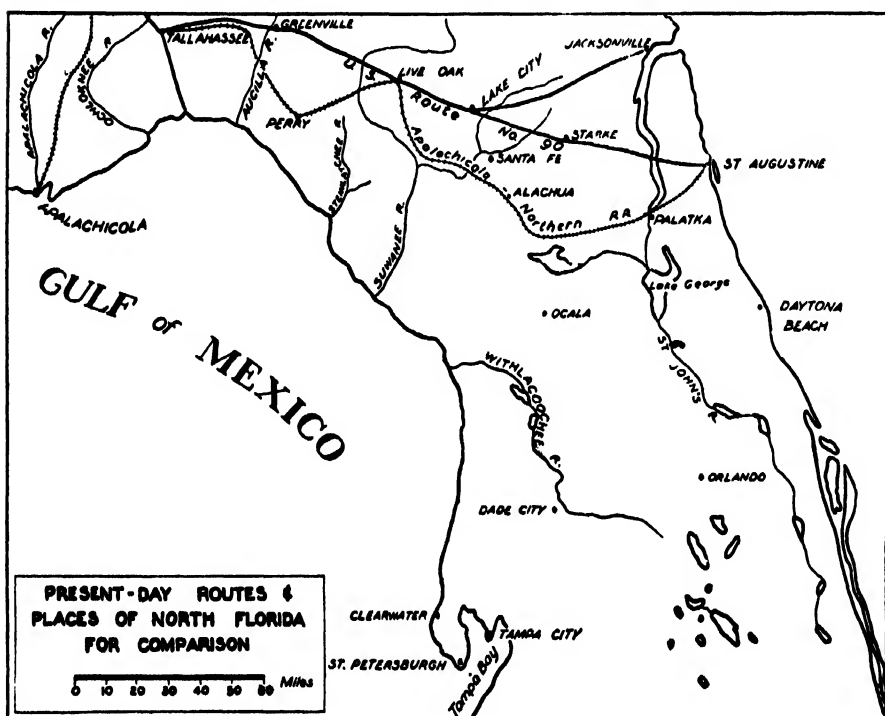 GREENVILLE
TALLAHASSEE
JACKSONVILLE
APALACHICOLA R.
AUCILLA R.
LIVE OAK
LAKE CITY
U.S. Route No. 90
PERRY
STARKE
SANTA FE
ST AUGUSTINE
Apalachicola Northern R.R.
ALACHUA
PALATKA
APALACHICOLA
SUWANEE R.
GULF of MEXICO
Lake George
OCALA
DAYTONA
BEACH
WITHLACOOCHEE R.
ST JOHN'S R.
ORLANDO
DADE CITY
PRESENT-DAY ROUTES &
PLACES OF NORTH FLORIDA
FOR COMPARISON
0 10 20 30 40 50 60 Miles
CLEARWATER
TAMPA CITY
ST. PETERSBURGH
Tampa Bay